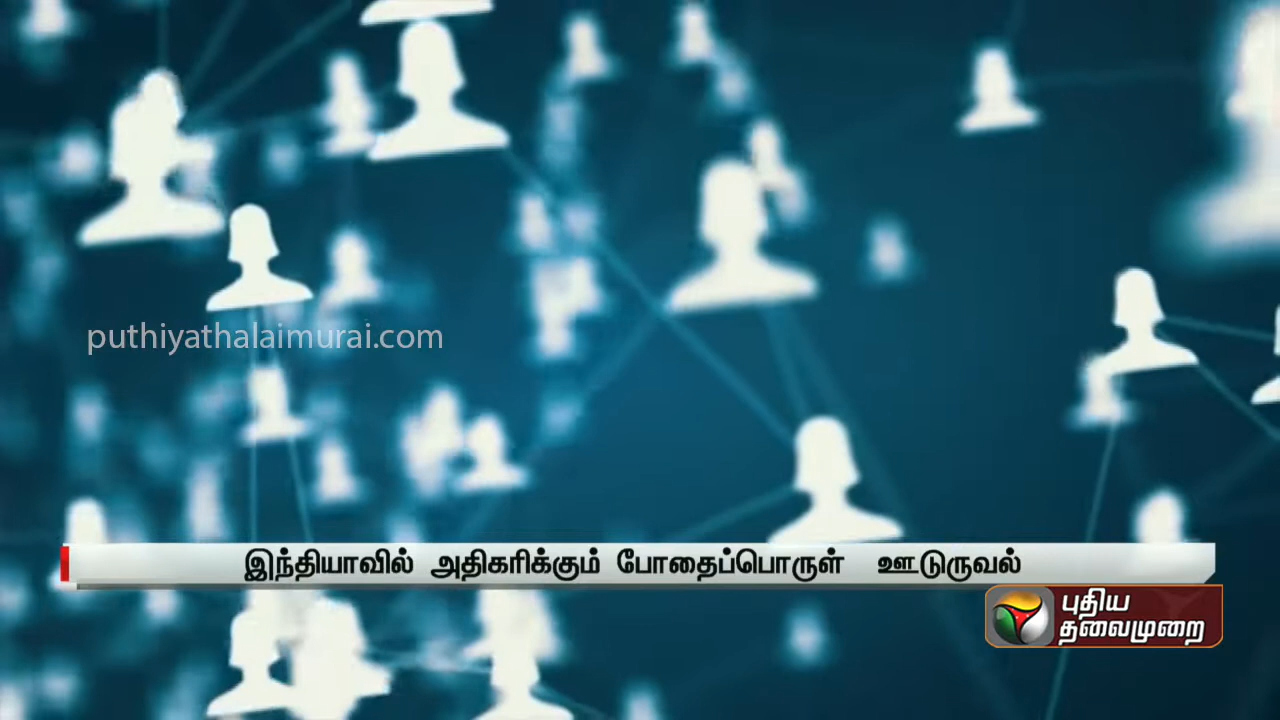 puthiyathalaimurai.com
இந்தியாவில் அதிகரிக்கும் போதைப்பொருள் ஊடுருவல்
புதிய
தலைமுறை